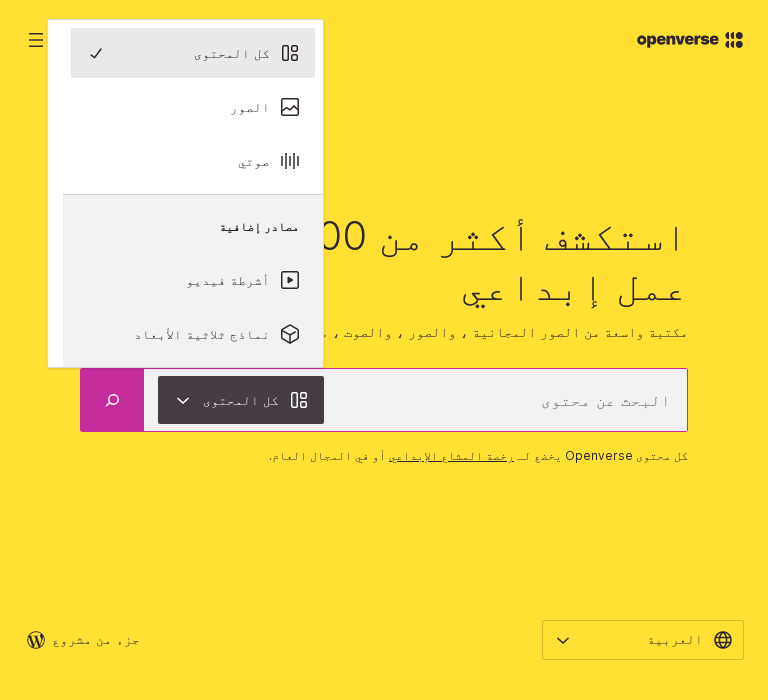 openverse
كل المحتوى
الصور
صوتي
مصادر إضافية
أشرطة فيديو
نماذج ثلاثية الأبعاد
استكشف أكثر من
عمل إبداعي
مكتبة واسعة من الصور المجانية ، والصور ، والصوت ،
البحث عن محتوى
كل المحتوى
كل محتوى Openverse يخضع لـ رخصة المشاع الإبداعي أو في المجال العام.
العربية
جزء من مشروع